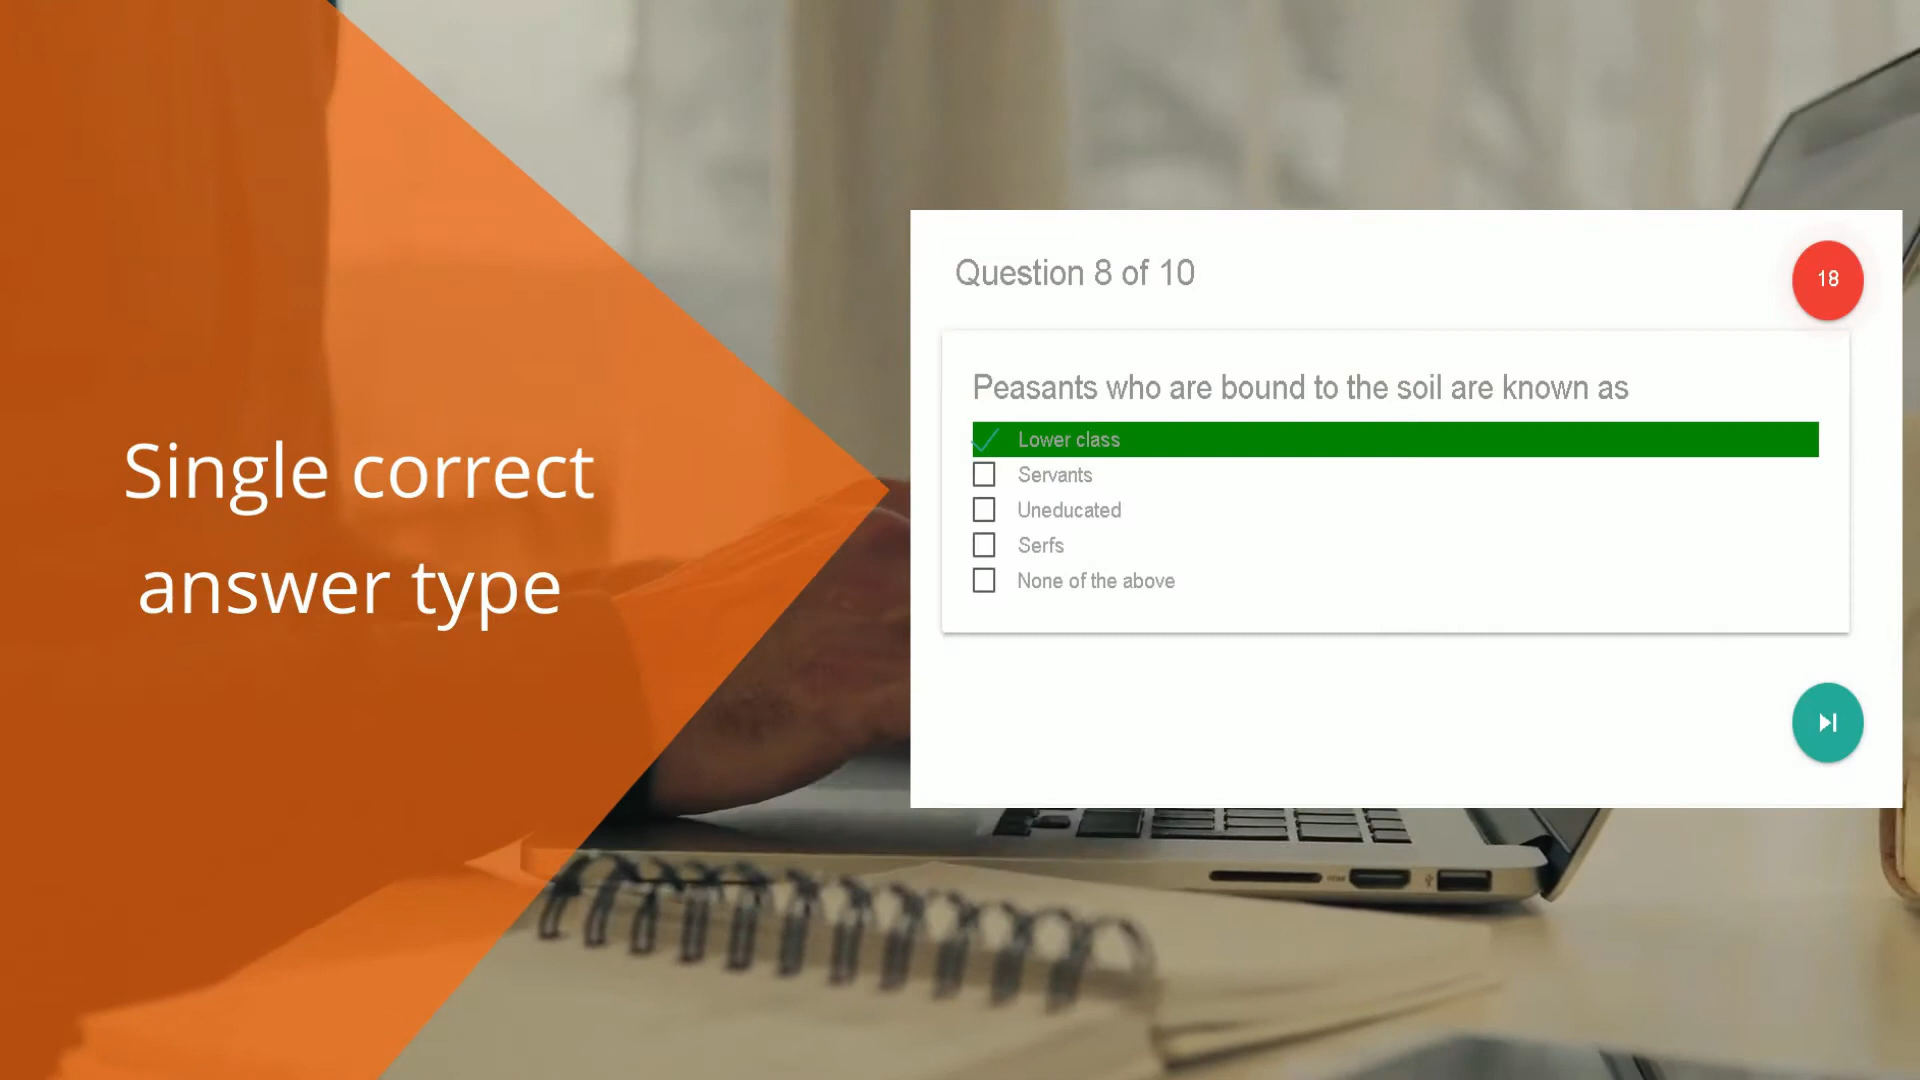 Single correct
answer type
Question 8 of 10
18
Peasants who are bound to the soil are known as
Lower class
Servants
Uneducated
Serfs
None of the above